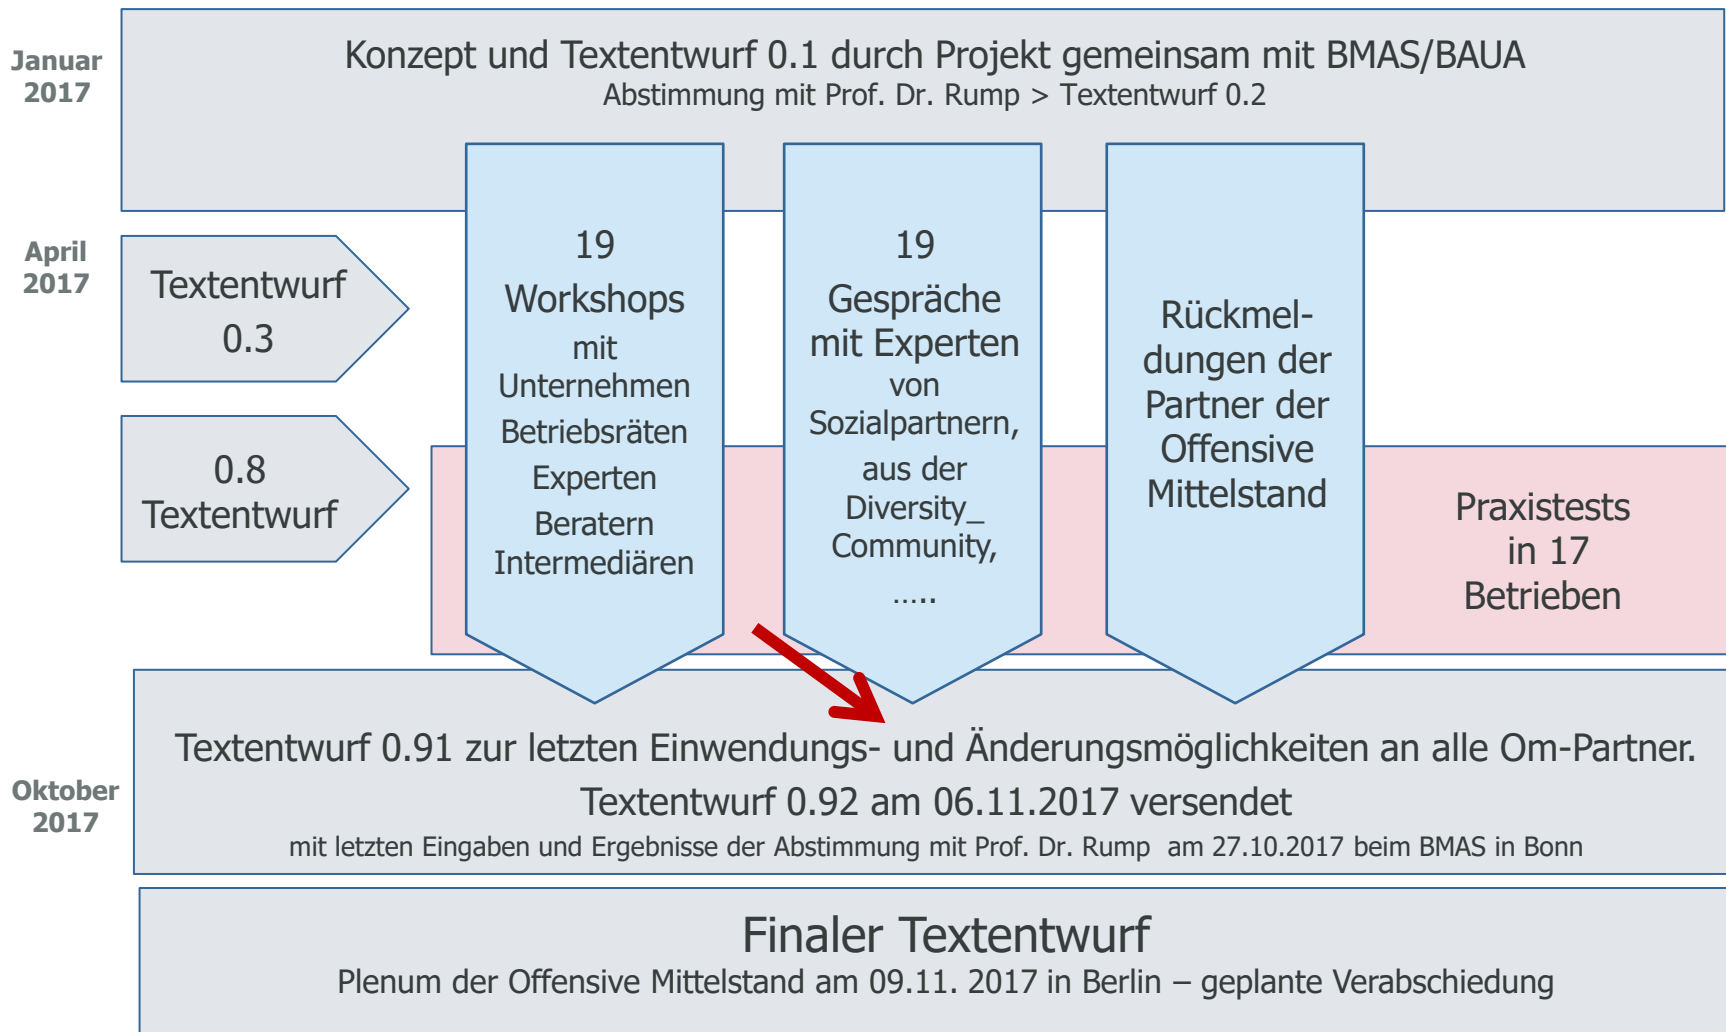 Januar
2017
Konzept und Textentwurf 0.1 durch Projekt gemeinsam mit BMAS/BAUA
Abstimmung mit Prof. Dr. Rump > Textentwurf 0.2
April
2017
Textentwurf
0.3
0.8
Textentwurf
19
Workshops
mit
Unternehmen
Betriebsräten
Experten
Beratern
Intermediären
19
Gespräche
mit Experten
von
Sozialpartnern,
aus der
Diversity_
Community,
.....
Rückmel-
dungen der
Partner der
Offensive
Mittelstand
Praxistests
in 17
Betrieben
Oktober
2017
Textentwurf 0.91 zur letzten Einwendungs- und Änderungsmöglichkeiten an alle Om-Partner.
Textentwurf 0.92 am 06.11.2017 versendet
mit letzten Eingaben und Ergebnisse der Abstimmung mit Prof. Dr. Rump am 27.10.2017 beim BMAS in Bonn
Finaler Textentwurf
Plenum der Offensive Mittelstand am 09.11. 2017 in Berlin – geplante Verabschiedung